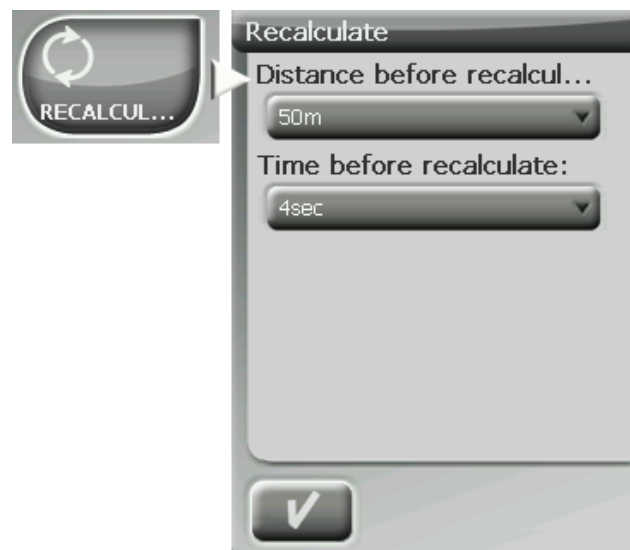 RECALCUL...
Recalculate
Distance before recalcul...
50m
Time before recalculate:
4sec